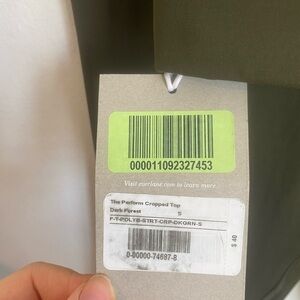 000011092327453
Visit everlane.com to learn more.
The Perform Cropped Top
Dark Forest S
F-T-PDLYB-STRT-CRP-DKGRN-S
$ 40
0-00000-74697-8